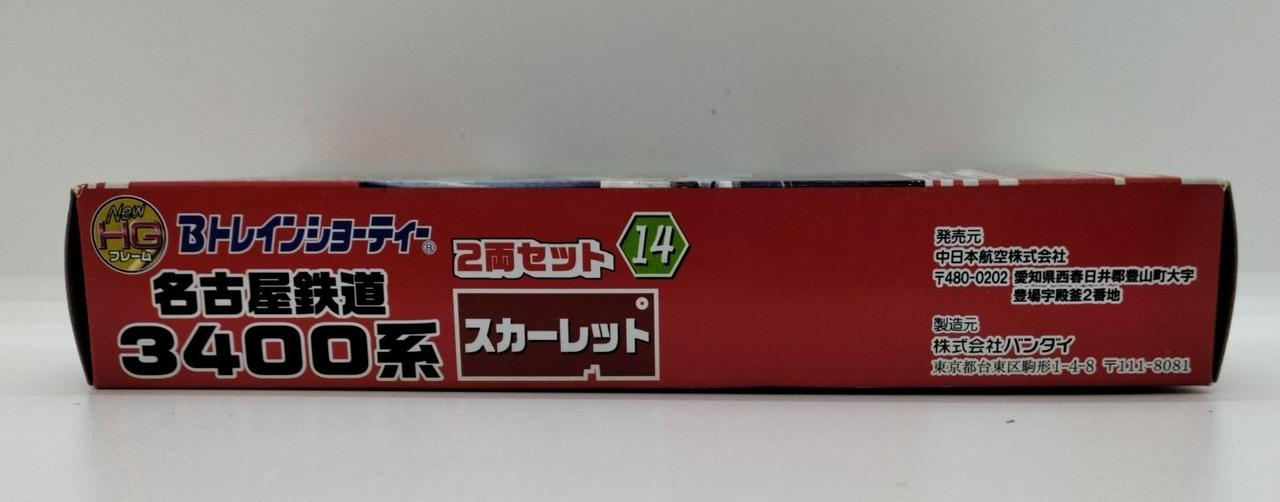 New
HG
フレーム
Bトレインショーティー®
名古屋鉄道
3400系
2両セット
14
スカーレット
発売元
中日本航空株式会社
〒480-0202 愛知県西春日井郡豊山町大字
豊場字殿釜2番地
製造元
株式会社バンダイ
東京都台東区駒形1-4-8 〒111-8081